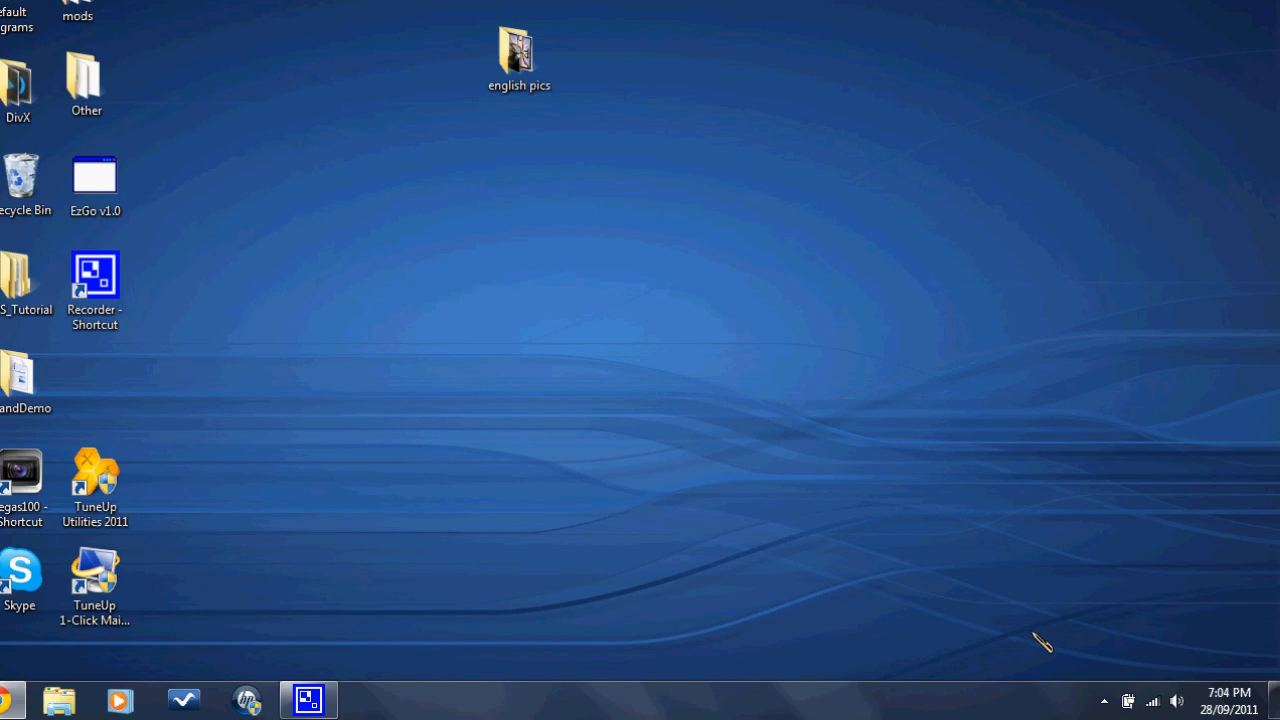 efault
grams
mods
DivX
Other
ecycle Bin
EzGo v1.0
S_Tutorial
Recorder -
Shortcut
andDemo
egas100 -
Shortcut
TuneUp
Utilities 2011
Skype
TuneUp
1-Click Mai...
english pics
7:04 PM
28/09/2011